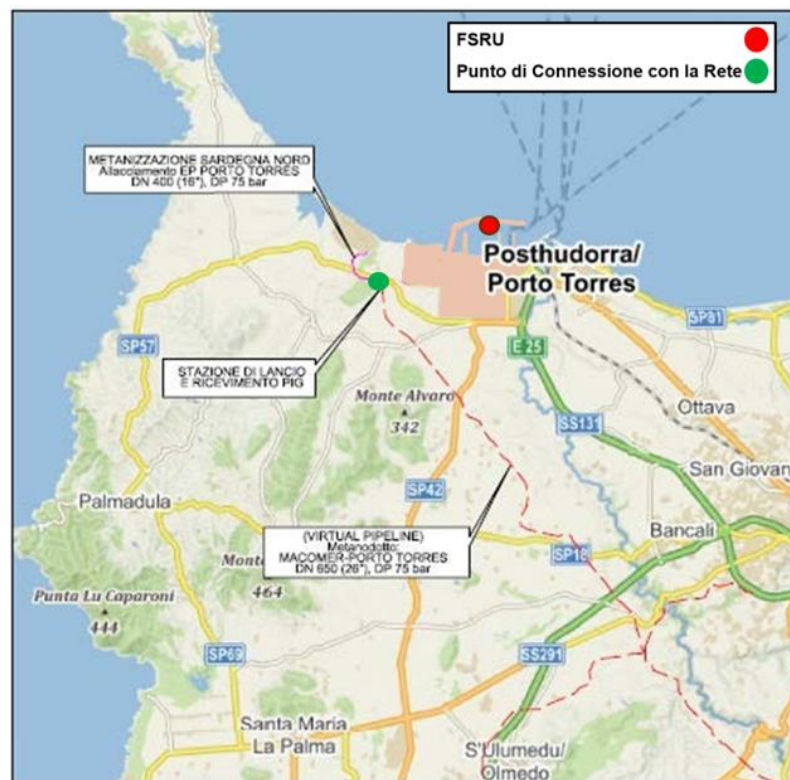 FSRU
Punto di Connessione con la Rete
METANIZZAZIONE SARDEGNA NORD
Allacciamento EP PORTO TORRES
DN 400 (16"), DP 75 bar
Posthudorra/
Porto Torres
SP81
SP57
E 25
STAZIONE DI LANCIO
E RICEVIMENTO PIG
Monte Alvaro
342
Ottava
SS131
San Giovan
SP42
Palmadula
(VIRTUAL PIPELINE)
Metanodotto:
MACOMER-PORTO TORRES
DN 650 (26"), DP 75 bar
Bancali
SP18
Mont
464
Punta Lu Caparoni
444
SP69
SS291
Santa Maria
La Palma
S'Ulumedu/
Olmedo